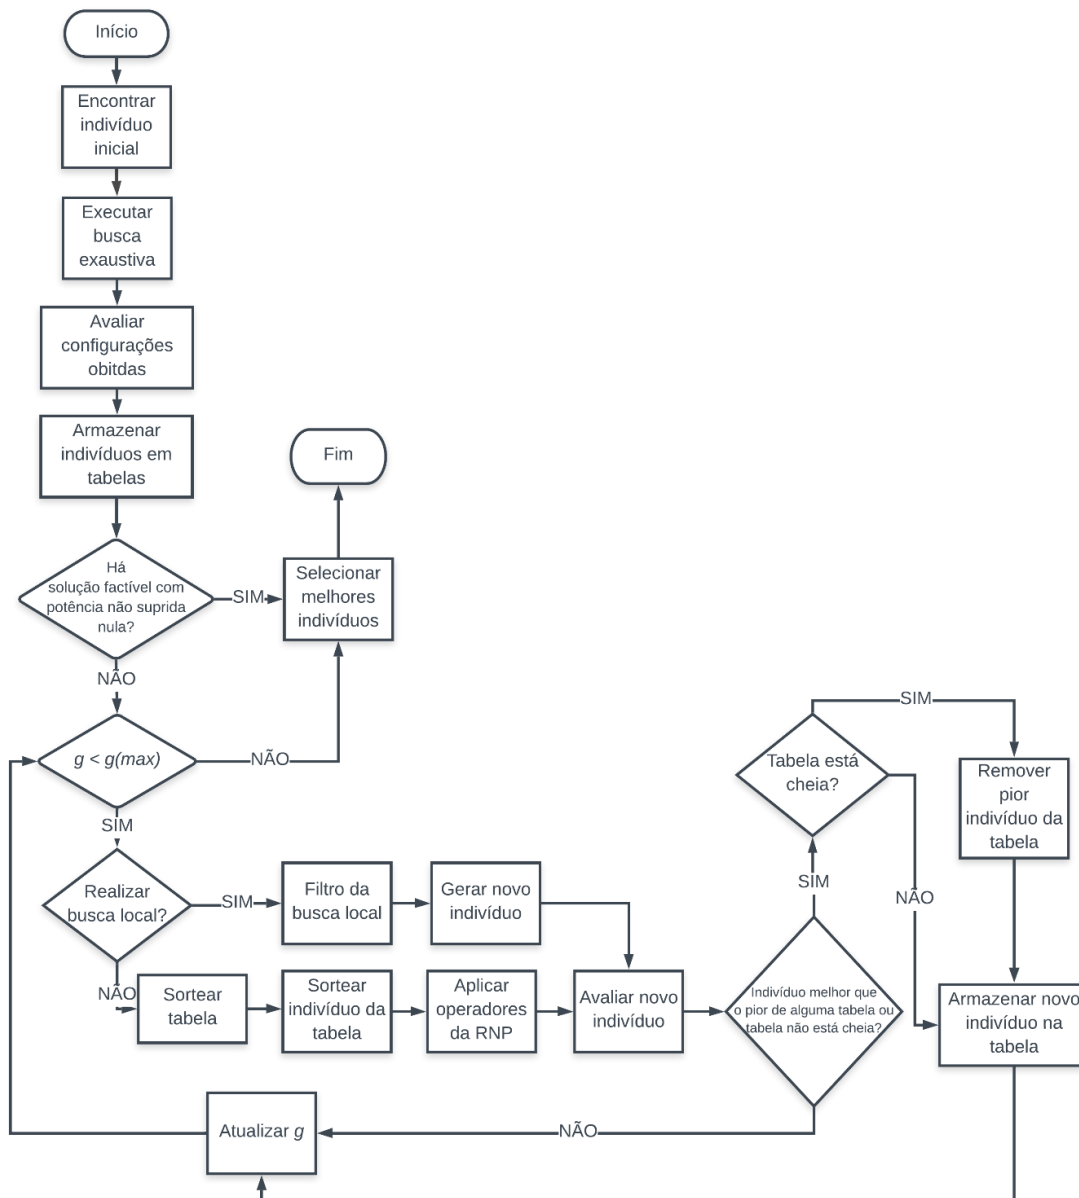 Início
Encontrar
indivíduo
inicial
Executar
busca
exaustiva
Avaliar
configurações
obitdas
Armazenar
indivíduos em
tabelas
Fim
Há
solução factível com
potência não suprida
nula?
SIM
Selecionar
melhores
indivíduos
NÃO
g < g(max)
NÃO
SIM
Realizar
busca local?
SIM
Filtro da
busca local
Gerar novo
indivíduo
NÃO
Sortear
tabela
Sortear
indivíduo da
tabela
Aplicar
operadores
da RNP
Avaliar novo
indivíduo
Indivíduo melhor que
o pior de alguma tabela ou
tabela não está cheia?
SIM
Tabela está
cheia?
SIM
Remover
pior
indivíduo da
tabela
NÃO
Armazenar novo
indivíduo na
tabela
NÃO
Atualizar g